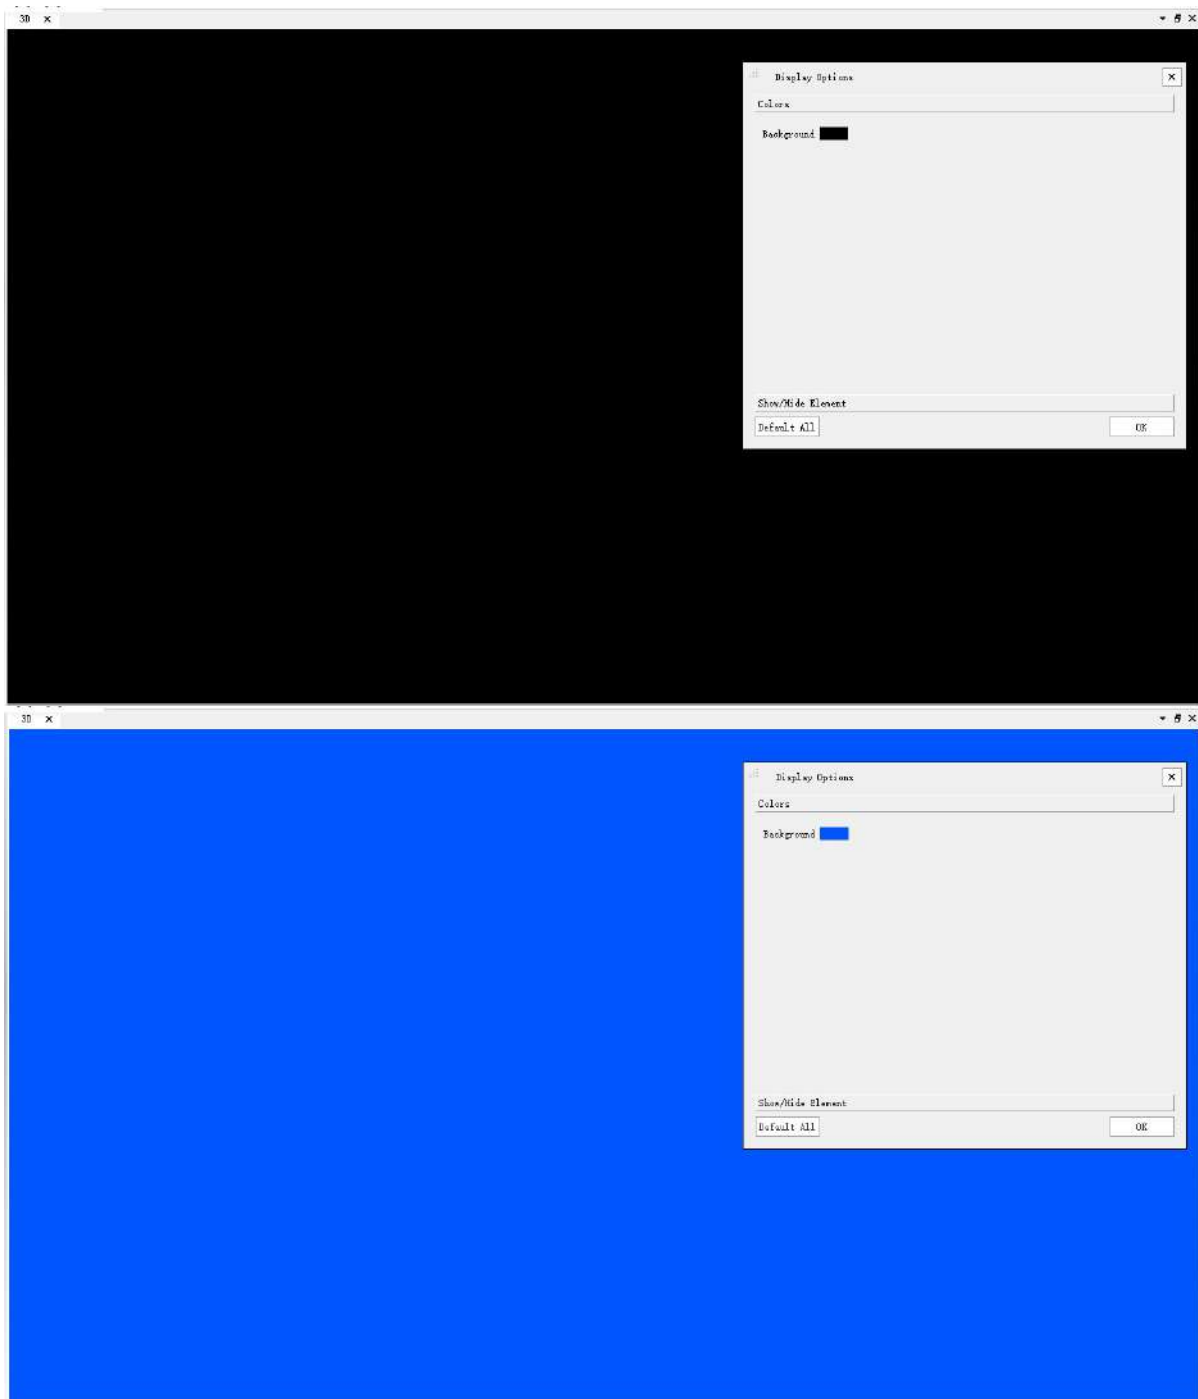 3D
Display Options
Colors
Background
Show/Hide Element
Default All OK
3D
Display Options
Colors
Background
Show/Hide Element
Default All OK